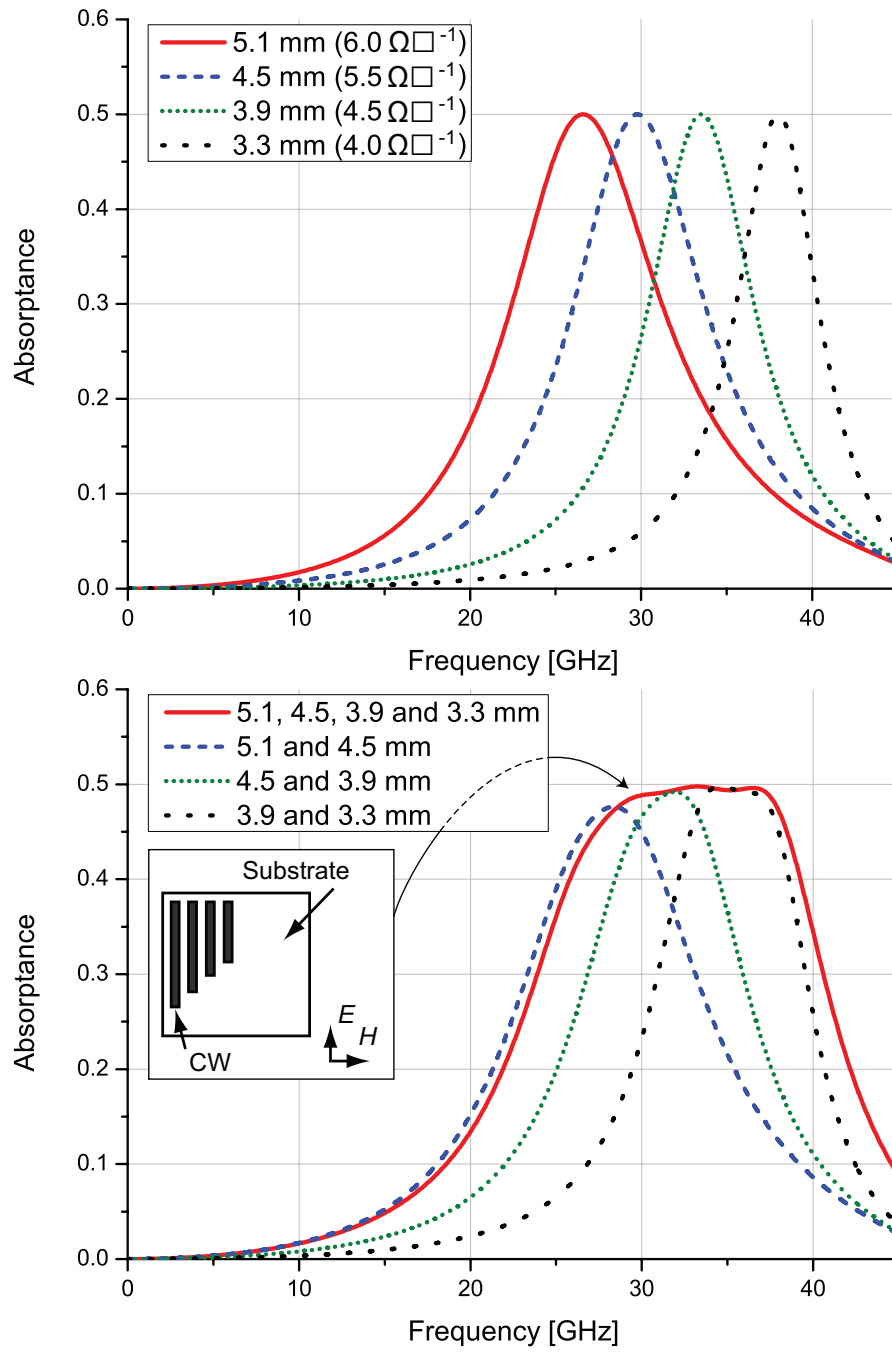 0.6
0.5
0.4
0.3
0.2
0.1
0.0
Absorptance
5.1 mm (6.0 Ω□⁻¹)
4.5 mm (5.5 Ω□⁻¹)
3.9 mm (4.5 Ω□⁻¹)
3.3 mm (4.0 Ω□⁻¹)
0 10 20 30 40
Frequency [GHz]
0.6
0.5
0.4
0.3
0.2
0.1
0.0
Absorptance
5.1, 4.5, 3.9 and 3.3 mm
5.1 and 4.5 mm
4.5 and 3.9 mm
3.9 and 3.3 mm
Substrate
E
H
CW
0 10 20 30 40
Frequency [GHz]